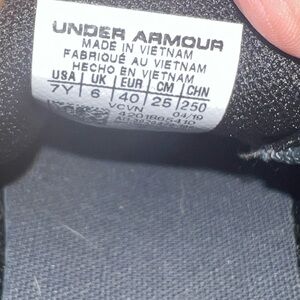 UNDER ARMOUR
MADE IN VIETNAM
FABRIQUÉ AU VIETNAM
HECHO EN VIETNAM
USA UK EUR CM CHN
7Y 6 40 25 250
VCVN 04/19
4201865410